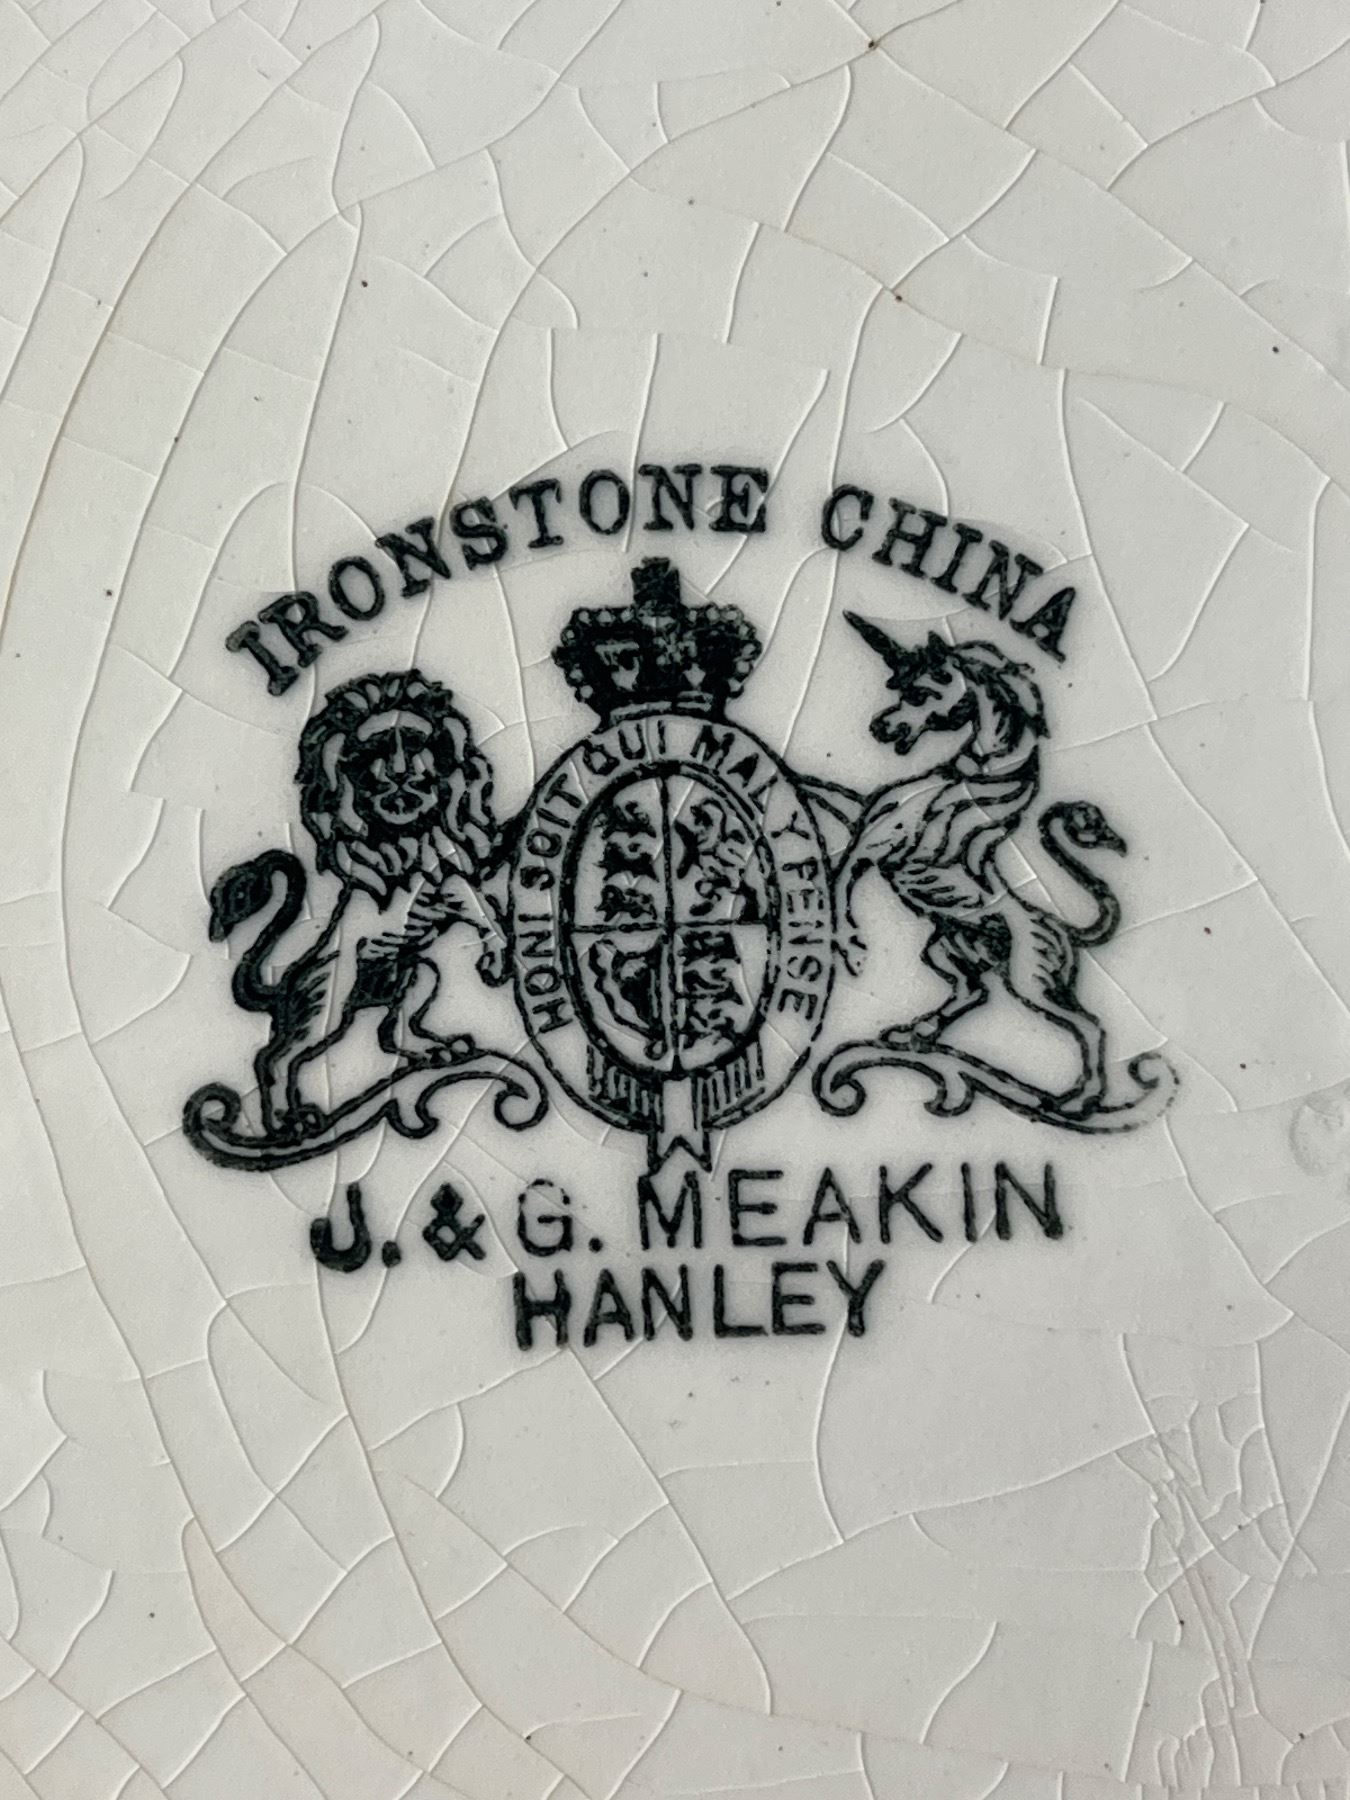 IRONSTONE CHINA
HONI SOIT QUI MAL Y PENSE
J. & G. MEAKIN
HANLEY